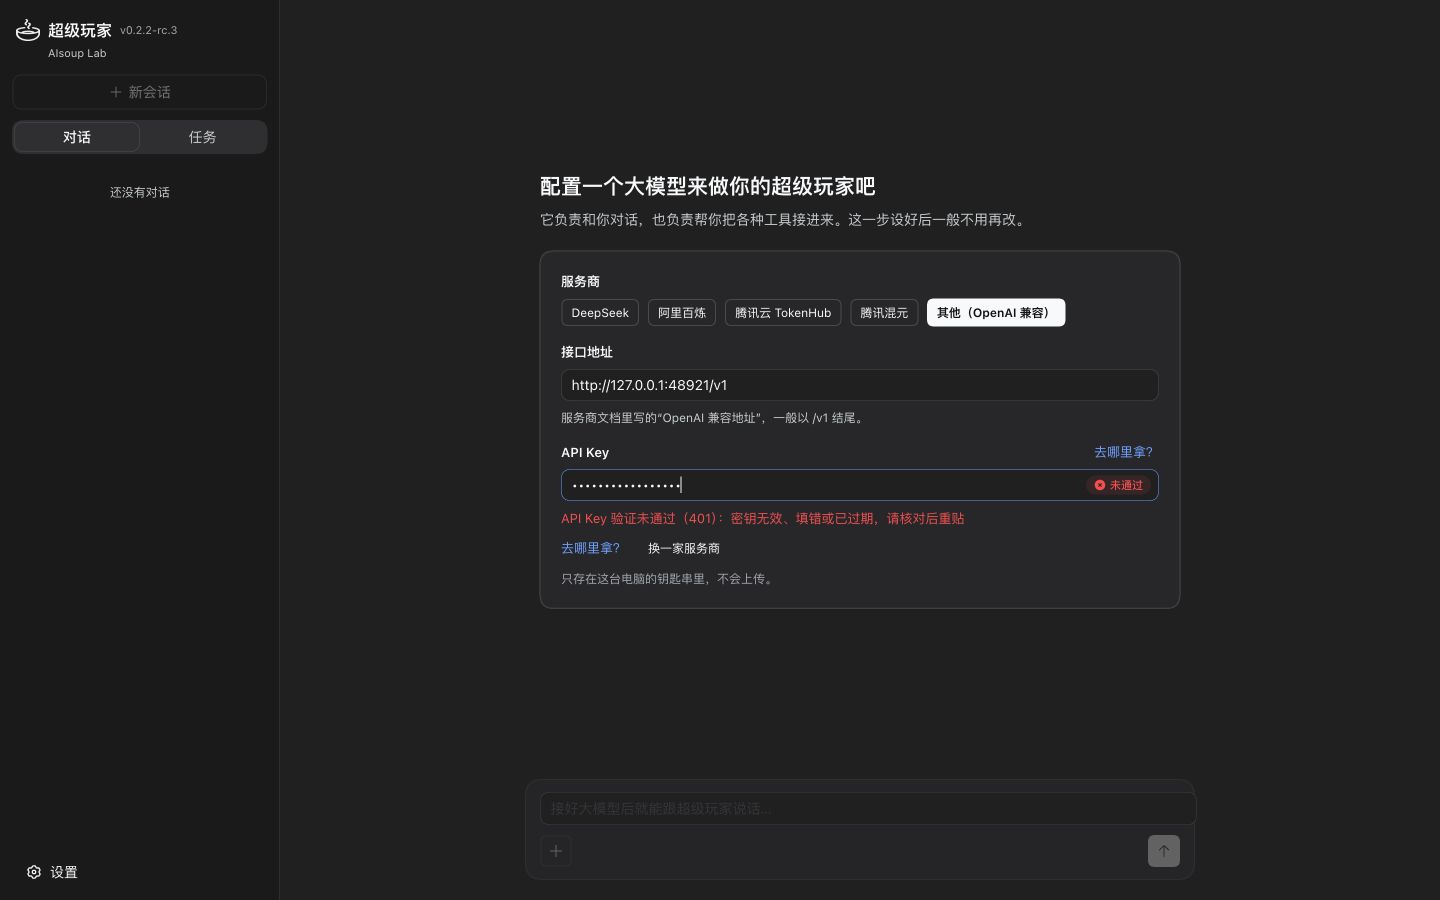 超级玩家 v0.2.2-rc.3
AIsoup Lab
新会话
对话 任务
还没有对话
配置一个大模型来做你的超级玩家吧
它负责和你对话，也负责帮你把各种工具接进来。这一步设好后一般不用再改。
服务商
DeepSeek 阿里百炼 腾讯云 TokenHub 腾讯混元 其他（OpenAI 兼容）
接口地址
http://127.0.0.1:48921/v1
服务商文档里写的“OpenAI 兼容地址”，一般以 /v1 结尾。
API Key 去哪里拿?
••••••••••••••••• 未通过
API Key 验证未通过（401）：密钥无效、填错或已过期，请核对后重贴
去哪里拿? 换一家服务商
只存在这台电脑的钥匙串里，不会上传。
接好大模型后就能跟超级玩家说话...
设置